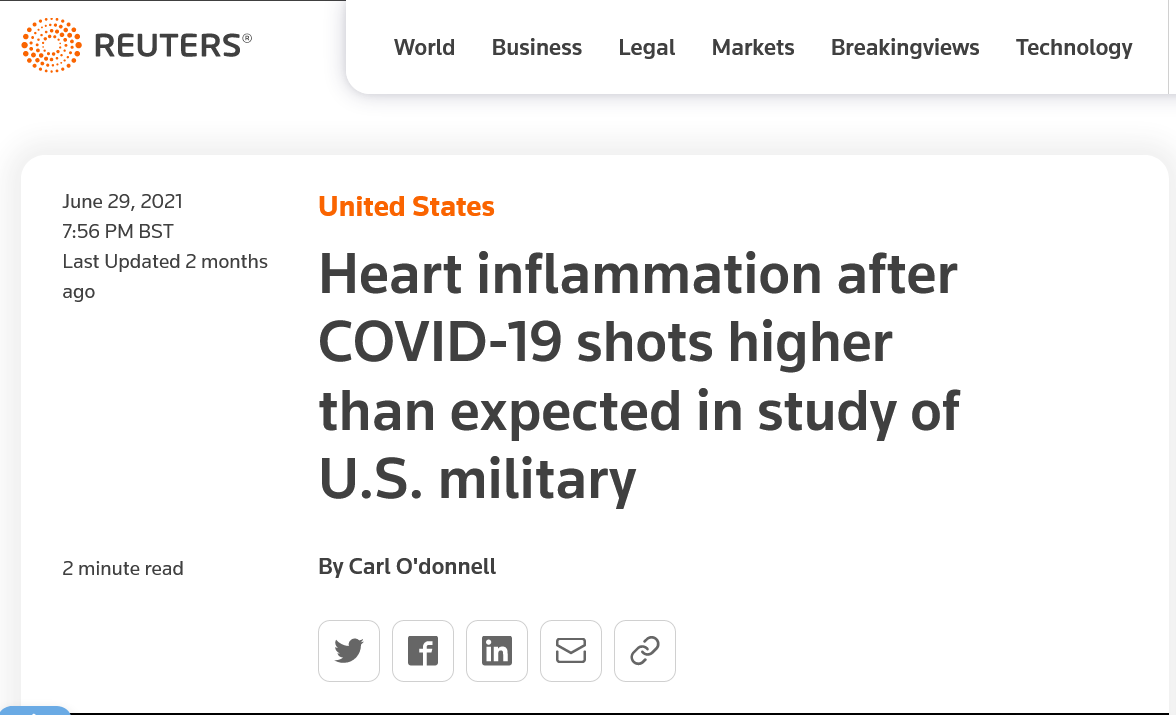 REUTERS®
World Business Legal Markets Breakingviews Technology
June 29, 2021
7:56 PM BST
Last Updated 2 months
ago
United States
Heart inflammation after
COVID-19 shots higher
than expected in study of
U.S. military
2 minute read
By Carl O'donnell